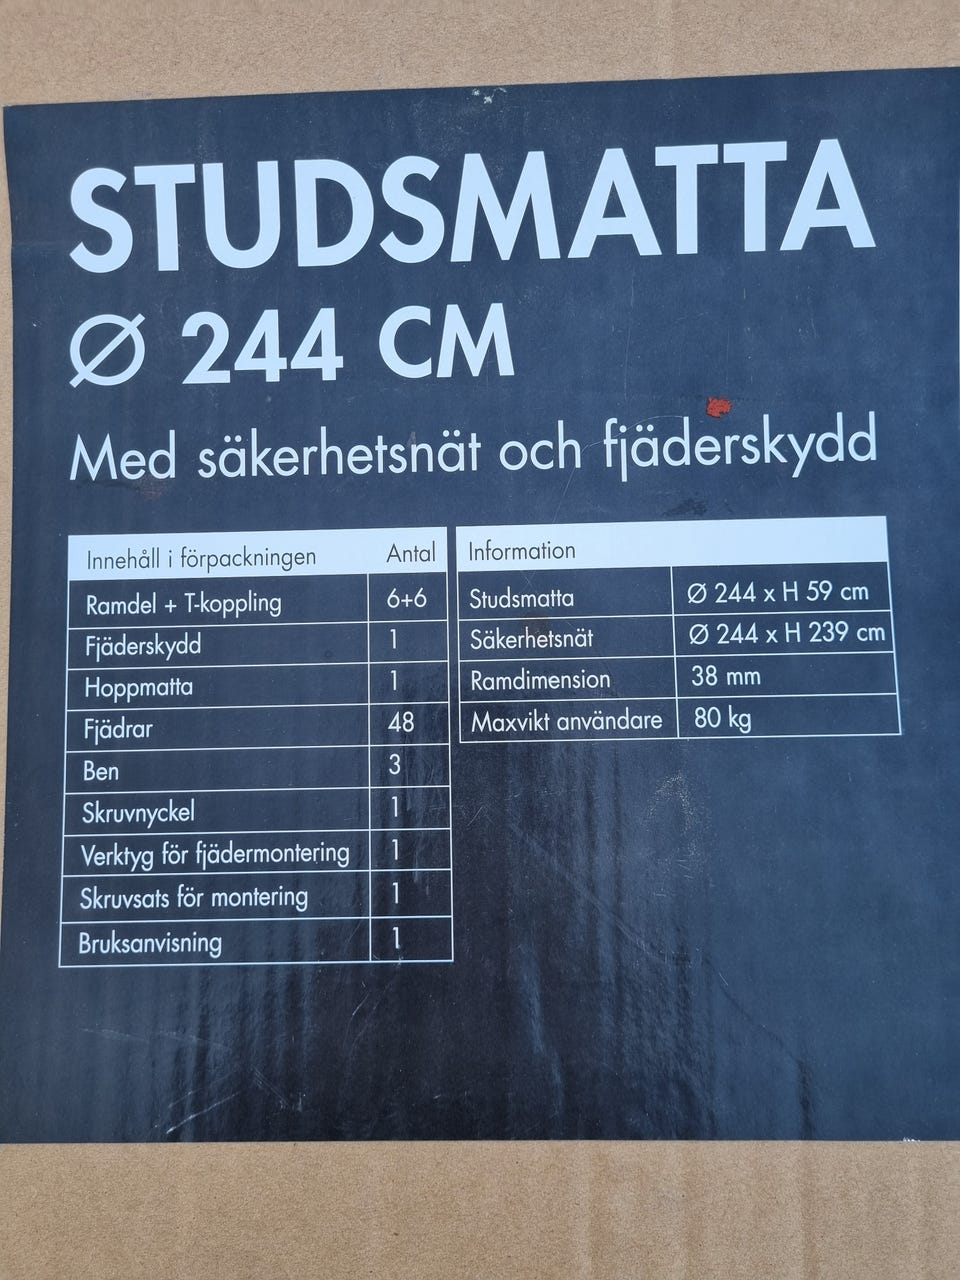 STUDSMATTA
Ø 244 CM
Med säkerhetsnät och fjäderskydd
Innehåll i förpackningen Antal
Ramdel + T-koppling 6+6
Fjäderskydd 1
Hoppmatta 1
Fjädrar 48
Ben 3
Skruvnyckel 1
Verktyg för fjädermontering 1
Skruvsats för montering 1
Bruksanvisning 1
Information
Studsmatta Ø 244 x H 59 cm
Säkerhetsnät Ø 244 x H 239 cm
Ramdimension 38 mm
Maxvikt användare 80 kg